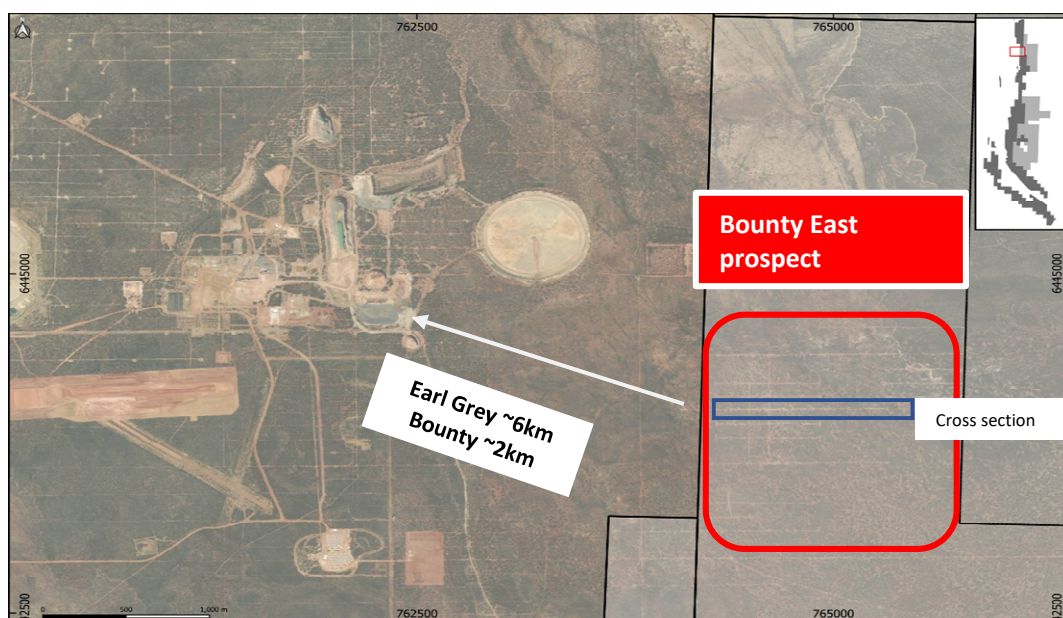 762500
765000
Bounty East
prospect
6445000
6445000
Earl Grey ~6km
Bounty ~2km
Cross section
0
500
1,000 m
762500
765000